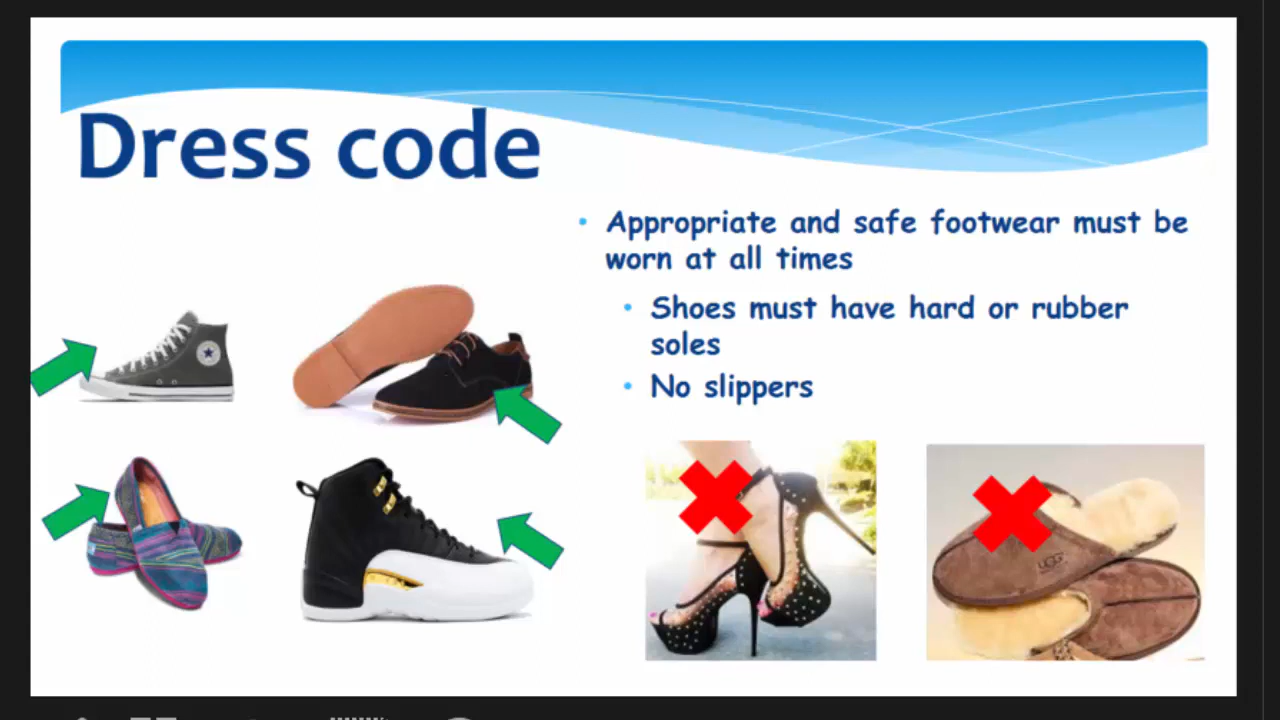 Dress code
Appropriate and safe footwear must be
worn at all times
Shoes must have hard or rubber
soles
No slippers
UGG